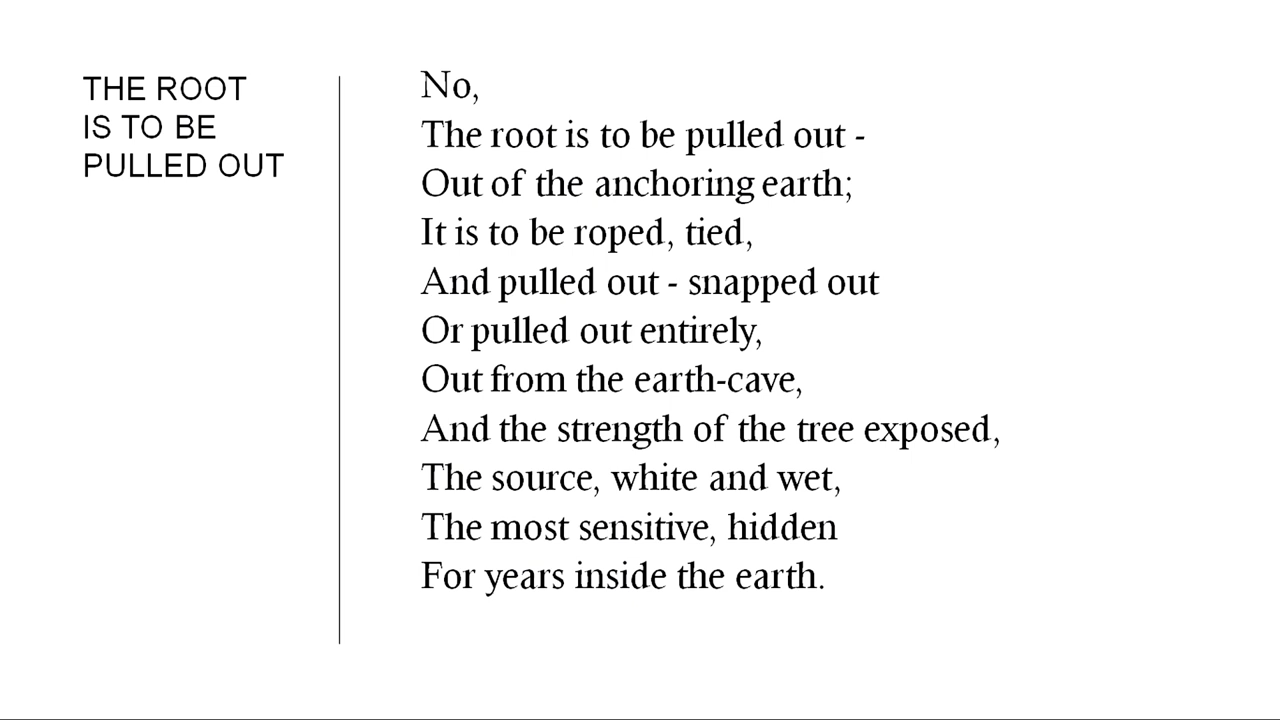 THE ROOT
IS TO BE
PULLED OUT
No,
The root is to be pulled out -
Out of the anchoring earth;
It is to be roped, tied,
And pulled out - snapped out
Or pulled out entirely,
Out from the earth-cave,
And the strength of the tree exposed,
The source, white and wet,
The most sensitive, hidden
For years inside the earth.